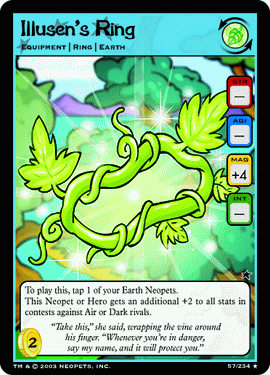 Illusen's Ring
Equipment | Ring | Earth
STR
—
AGI
—
MAG
+4
INT
—
To play this, tap 1 of your Earth Neopets.
This Neopet or Hero gets an additional +2 to all stats in
contests against Air or Dark rivals.
"Take this," she said, wrapping the vine around
his finger. "Whenever you're in danger,
say my name, and it will protect you."
2
TM & © 2003 NEOPETS, INC.
57/234 ★